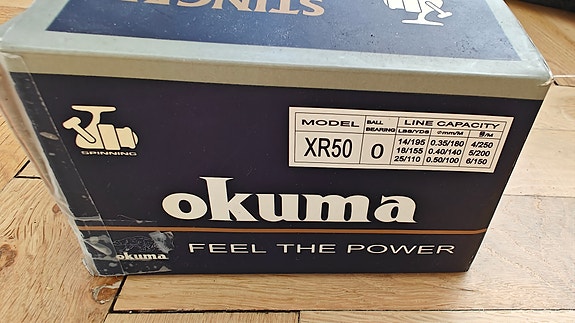 STINGE
SPINNING
MODEL BALL BEARING LINE CAPACITY
LBS/YDS ømm/M 號/M
XR50 0
14/195 0.35/180 4/250
18/155 0.40/140 5/200
25/110 0.50/100 6/150
okuma
FEEL THE POWER
okuma